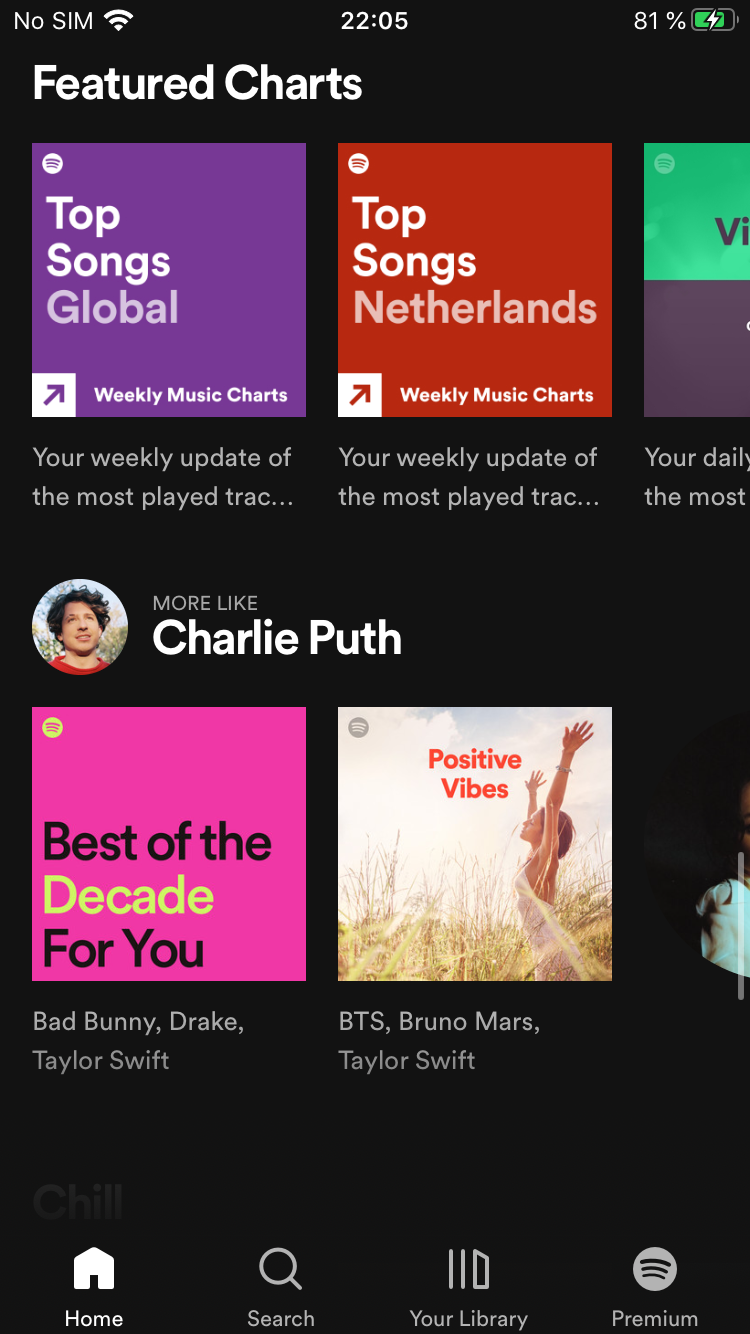 No SIM 22:05 81 %
Featured Charts
Top
Songs
Global
Weekly Music Charts
Your weekly update of
the most played trac...
Top
Songs
Netherlands
Weekly Music Charts
Your weekly update of
the most played trac...
Vi
Your daily
the most
MORE LIKE
Charlie Puth
Best of the
Decade
For You
Bad Bunny, Drake,
Taylor Swift
Positive
Vibes
BTS, Bruno Mars,
Taylor Swift
Chill
Home Search Your Library Premium